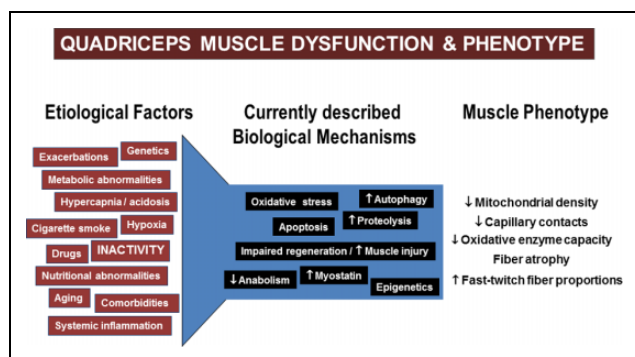 QUADRICEPS MUSCLE DYSFUNCTION & PHENOTYPE
Etiological Factors
Currently described
Biological Mechanisms
Muscle Phenotype
Exacerbations
Genetics
Metabolic abnormalities
Hypercapnia / acidosis
Cigarette smoke
Hypoxia
Drugs
INACTIVITY
Nutritional abnormalities
Aging
Comorbidities
Systemic inflammation
Oxidative stress
↑Autophagy
Apoptosis
↑Proteolysis
Impaired regeneration / ↑ Muscle injury
↓Anabolism
↑Myostatin
Epigenetics
↓Mitochondrial density
↓Capillary contacts
↓Oxidative enzyme capacity
Fiber atrophy
↑Fast-twitch fiber proportions